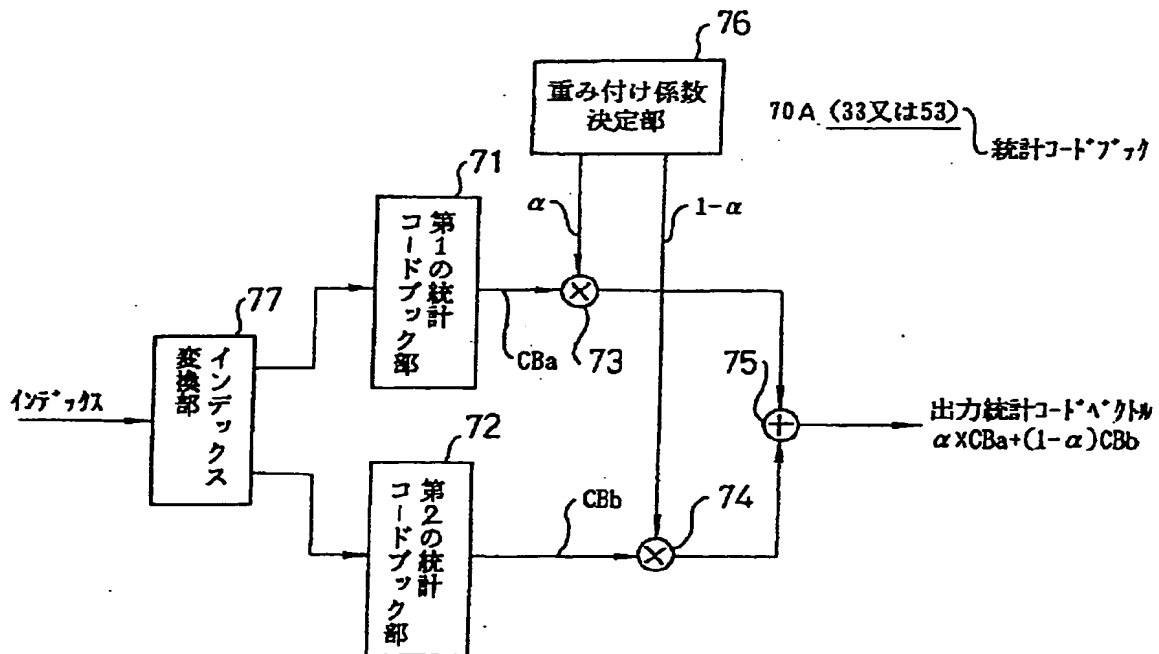 76
重み付け係数
決定部
70A (33又は53)
統計コードブック
71
第1の統計
コードブック部
α
1-α
77
インデックス
変換部
CBa
73
75
インデックス
出力統計コードベクトル
α×CBa+(1-α)CBb
72
第2の統計
コードブック部
CBb
74